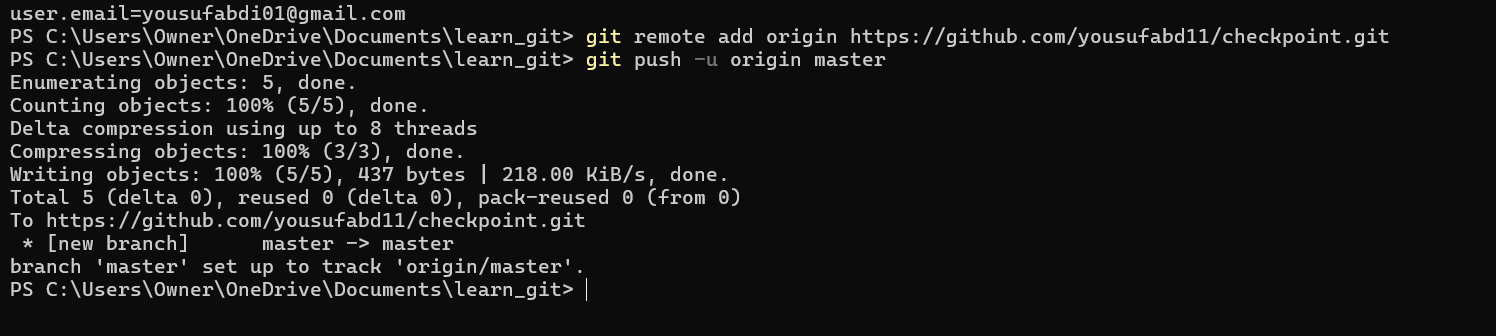 user.email=yousufabdi01@gmail.com
PS C:\Users\Owner\OneDrive\Documents\learn_git> git remote add origin https://github.com/yousufabd11/checkpoint.git
PS C:\Users\Owner\OneDrive\Documents\learn_git> git push -u origin master
Enumerating objects: 5, done.
Counting objects: 100% (5/5), done.
Delta compression using up to 8 threads
Compressing objects: 100% (3/3), done.
Writing objects: 100% (5/5), 437 bytes | 218.00 KiB/s, done.
Total 5 (delta 0), reused 0 (delta 0), pack-reused 0 (from 0)
To https://github.com/yousufabd11/checkpoint.git
 * [new branch]      master -> master
branch 'master' set up to track 'origin/master'.
PS C:\Users\Owner\OneDrive\Documents\learn_git>